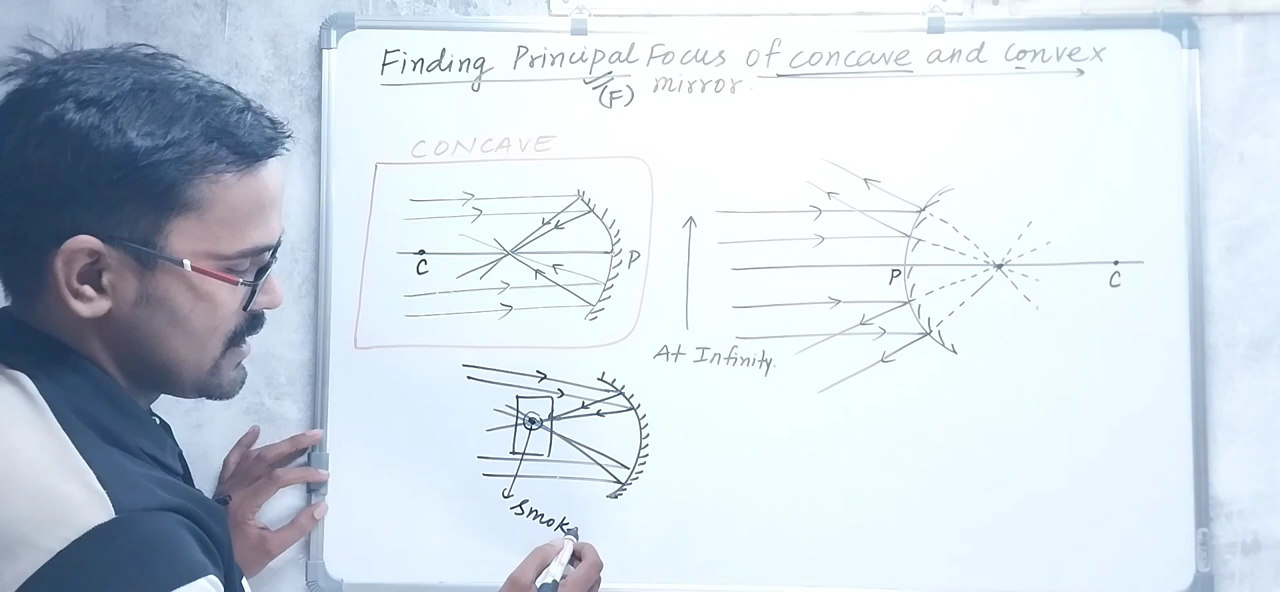 Finding Principal Focus of concave and convex
(F) mirror.
CONCAVE
C
P
P
C
At Infinity.
smok